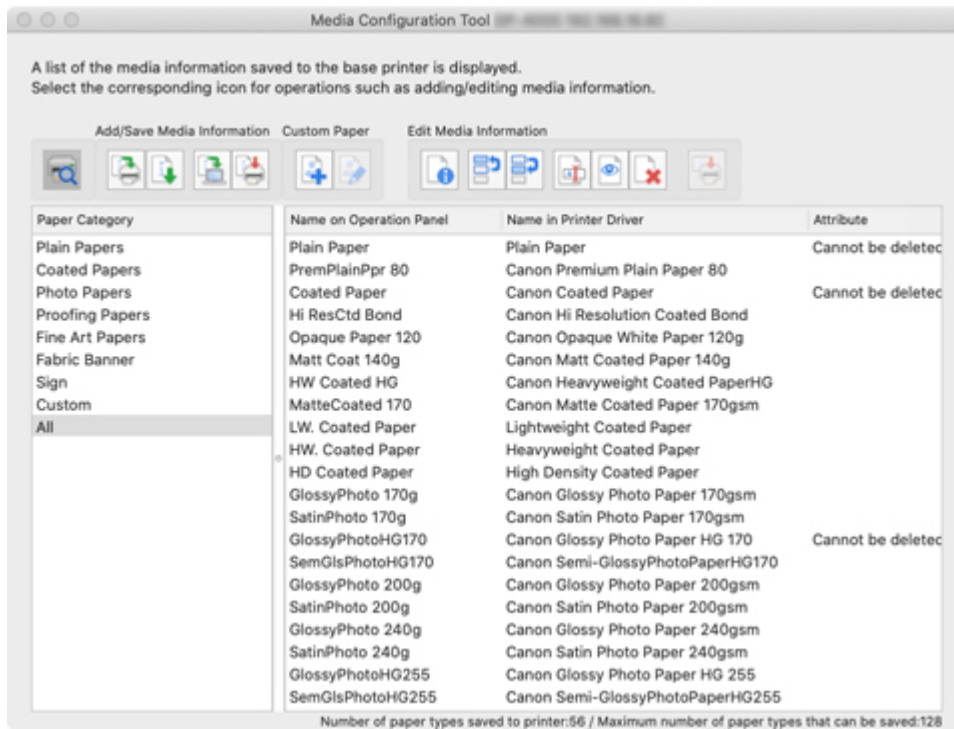 Media Configuration Tool
A list of the media information saved to the base printer is displayed.
Select the corresponding icon for operations such as adding/editing media information.
Add/Save Media Information Custom Paper Edit Media Information
Paper Category Name on Operation Panel Name in Printer Driver Attribute
Plain Papers Plain Paper Plain Paper Cannot be deleted
Coated Papers PremPlainPpr 80 Canon Premium Plain Paper 80
Photo Papers Coated Paper Canon Coated Paper Cannot be deleted
Proofing Papers Hi ResCtd Bond Canon Hi Resolution Coated Bond
Fine Art Papers Opaque Paper 120 Canon Opaque White Paper 120g
Fabric Banner Matt Coat 140g Canon Matt Coated Paper 140g
Sign HW Coated HG Canon Heavyweight Coated PaperHG
Custom MatteCoated 170 Canon Matte Coated Paper 170gsm
All LW. Coated Paper Lightweight Coated Paper
HW. Coated Paper Heavyweight Coated Paper
HD Coated Paper High Density Coated Paper
GlossyPhoto 170g Canon Glossy Photo Paper 170gsm
SatinPhoto 170g Canon Satin Photo Paper 170gsm
GlossyPhotoHG170 Canon Glossy Photo Paper HG 170 Cannot be deleted
SemGlsPhotoHG170 Canon Semi-GlossyPhotoPaperHG170
GlossyPhoto 200g Canon Glossy Photo Paper 200gsm
SatinPhoto 200g Canon Satin Photo Paper 200gsm
GlossyPhoto 240g Canon Glossy Photo Paper 240gsm
SatinPhoto 240g Canon Satin Photo Paper 240gsm
GlossyPhotoHG255 Canon Glossy Photo Paper HG 255
SemGlsPhotoHG255 Canon Semi-GlossyPhotoPaperHG255
Number of paper types saved to printer:56 / Maximum number of paper types that can be saved:128